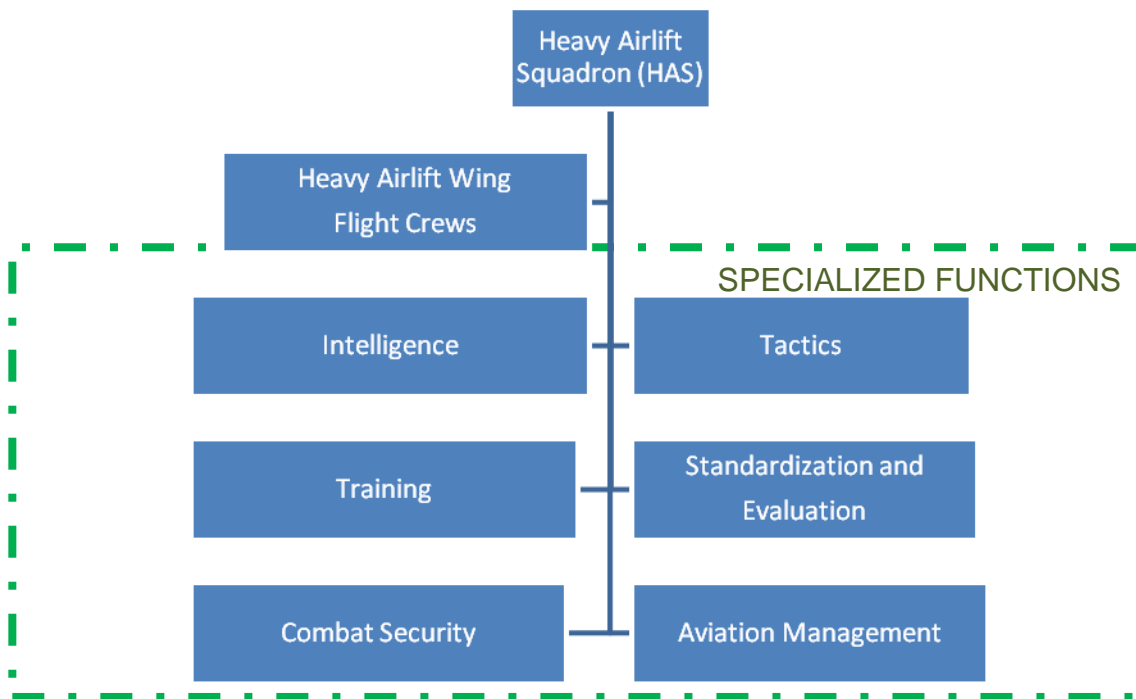 Heavy Airlift
Squadron (HAS)
Heavy Airlift Wing
Flight Crews
SPECIALIZED FUNCTIONS
Intelligence
Tactics
Training
Standardization and
Evaluation
Combat Security
Aviation Management